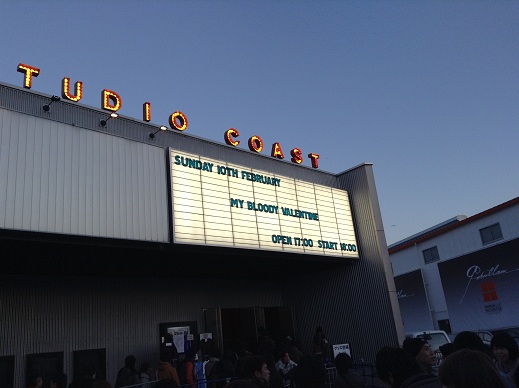 TUDIO COAST
SUNDAY 10TH FEBRUARY
MY BLOODY VALENTINE
OPEN 17:00 START 18:00